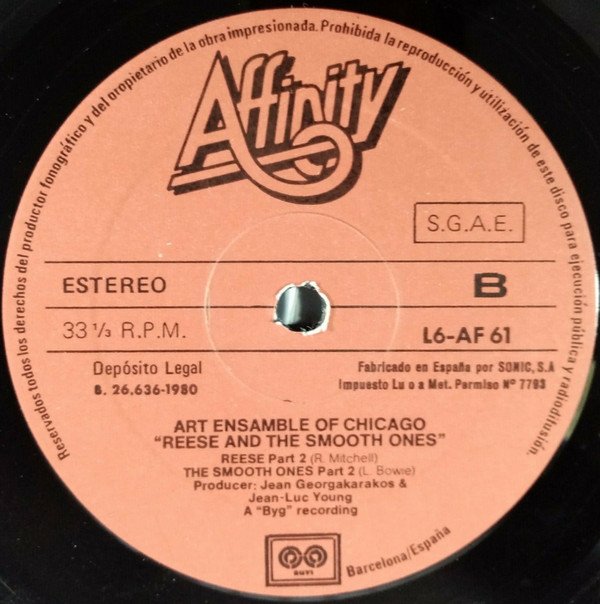 Reservados todos los derechos del productor fonográfico y del propietario de la obra impresionada. Prohibida la reproducción y utilización de este disco para ejecución pública y radiodifusión.
Affinity
S.G.A.E.
ESTEREO
B
33 1/3 R.P.M.
L6-AF 61
Depósito Legal
B. 26.636-1980
Fabricado en España por SONIC, S.A
Impuesto Lu o a Met. Permiso Nº 7793
ART ENSAMBLE OF CHICAGO
"REESE AND THE SMOOTH ONES"
REESE Part 2 (R. Mitchell)
THE SMOOTH ONES Part 2 (L. Bowie)
Producer: Jean Georgakarakos &
Jean-Luc Young
A "Byg" recording
Barcelona/España